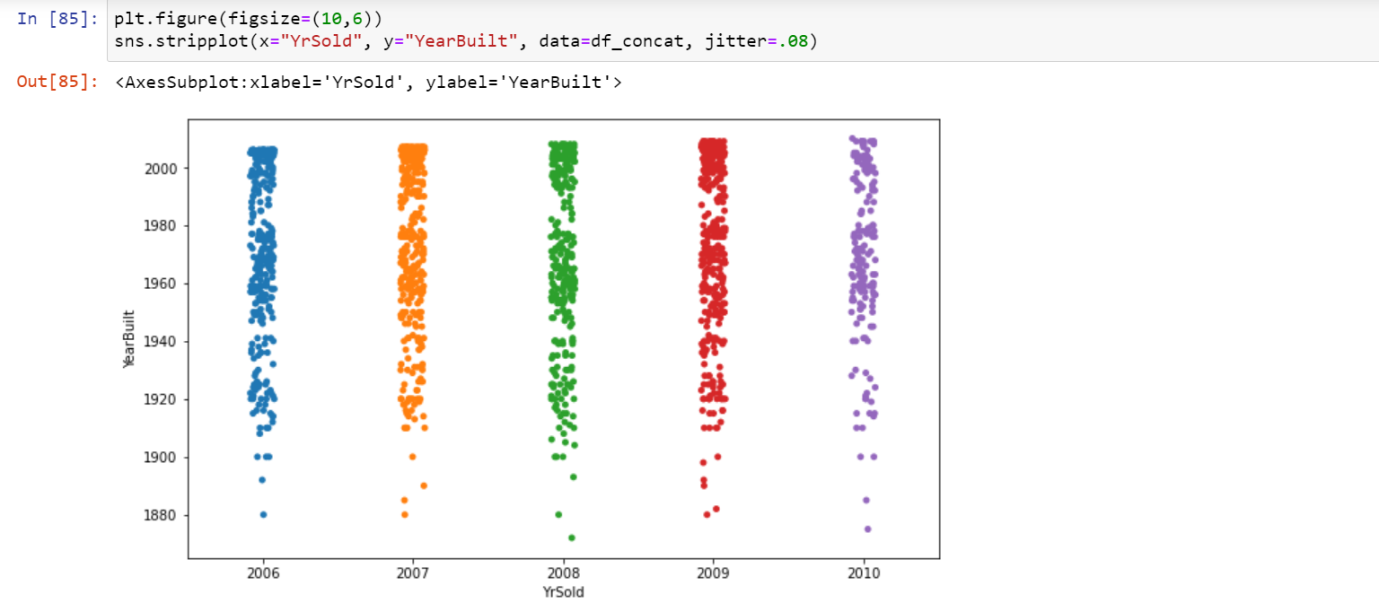 In [85]: plt.figure(figsize=(10,6))
sns.stripplot(x="YrSold", y="YearBuilt", data=df_concat, jitter=.08)
Out[85]: <AxesSubplot:xlabel='YrSold', ylabel='YearBuilt'>
2000
1980
1960
1940
1920
1900
1880
YearBuilt
2006 2007 2008 2009 2010
YrSold